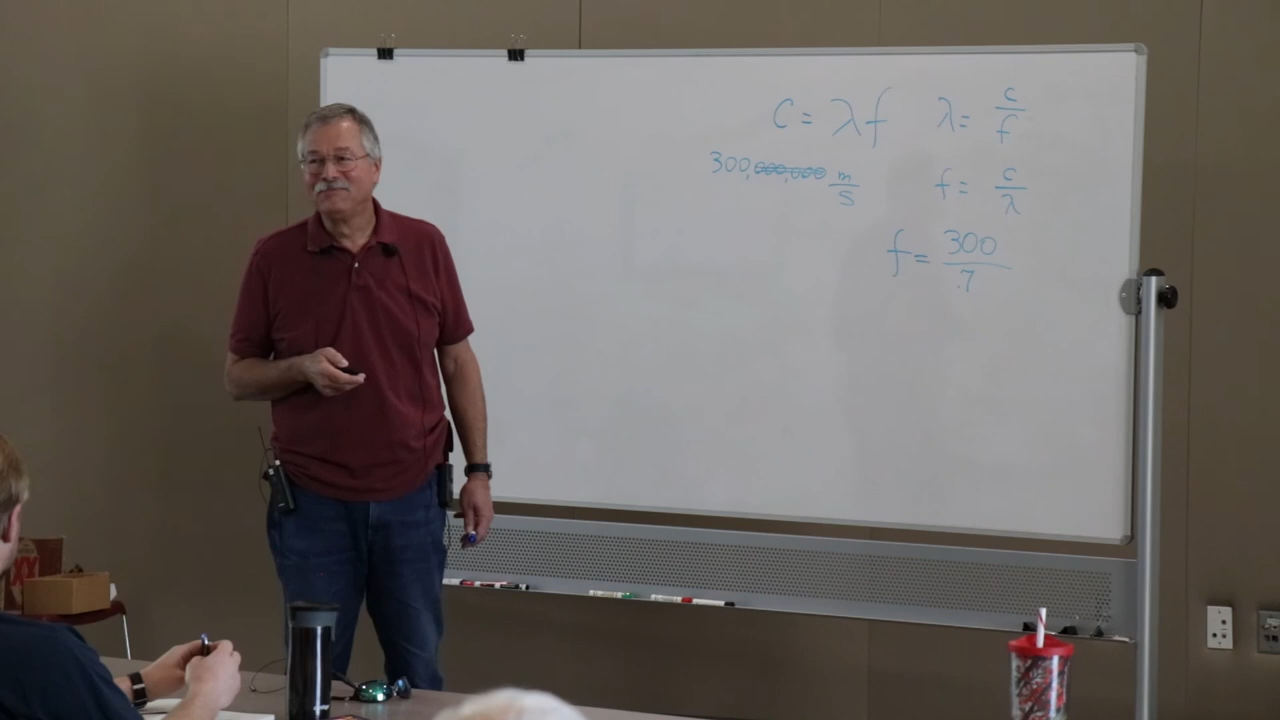 C = λf λ = c/f
300,000,000 m/s f = c/λ
f = 300/.7